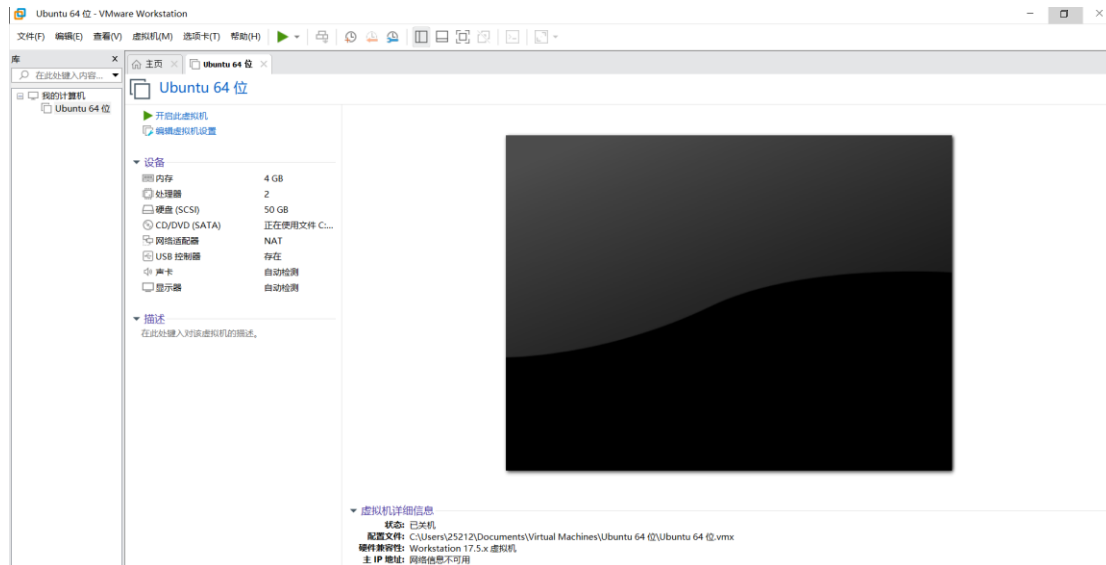 Ubuntu 64 位 - VMware Workstation
文件(F) 编辑(E) 查看(V) 虚拟机(M) 选项卡(T) 帮助(H)
库
在此处键入内容...
我的计算机
Ubuntu 64 位
主页
Ubuntu 64 位
Ubuntu 64 位
开启此虚拟机
编辑虚拟机设置
设备
内存 4 GB
处理器 2
硬盘 (SCSI) 50 GB
CD/DVD (SATA) 正在使用文件 C:...
网络适配器 NAT
USB 控制器 存在
声卡 自动检测
显示器 自动检测
描述
在此处键入对该虚拟机的描述。
虚拟机详细信息
状态: 已关机
配置文件: C:\Users\25212\Documents\Virtual Machines\Ubuntu 64 位\Ubuntu 64 位.vmx
硬件兼容性: Workstation 17.5.x 虚拟机
主 IP 地址: 网络信息不可用